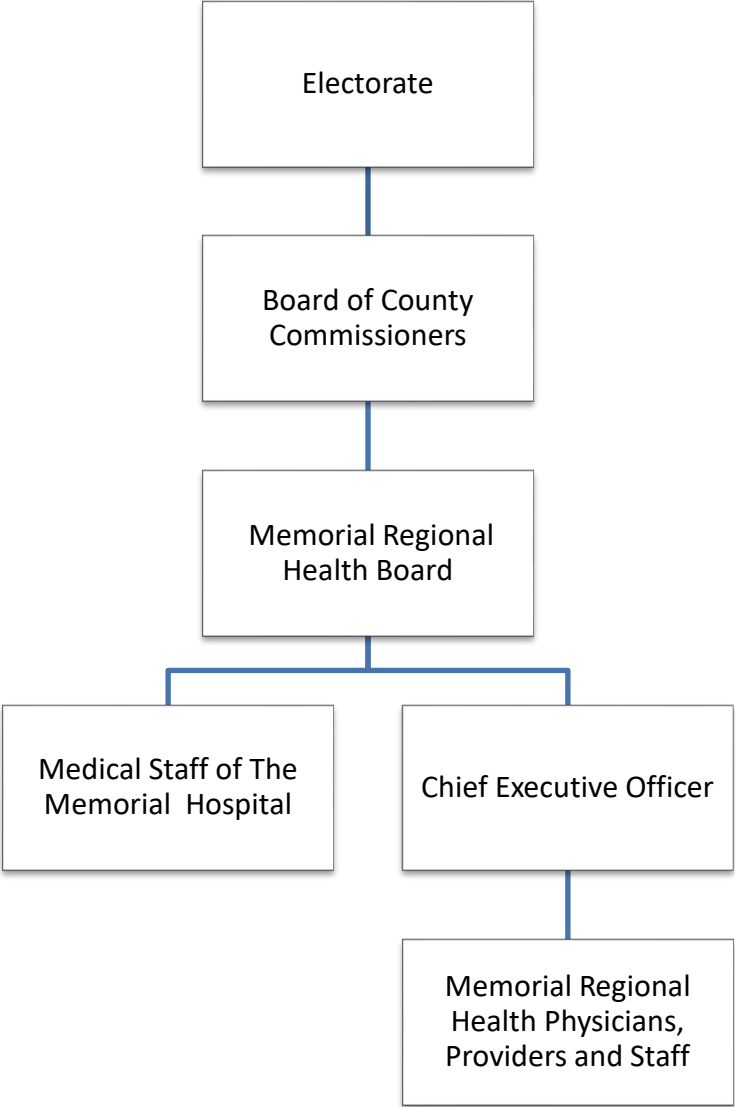 Electorate
Board of County
Commissioners
Memorial Regional
Health Board
Medical Staff of The
Memorial  Hospital
Chief Executive Officer
Memorial Regional
Health Physicians,
Providers and Staff